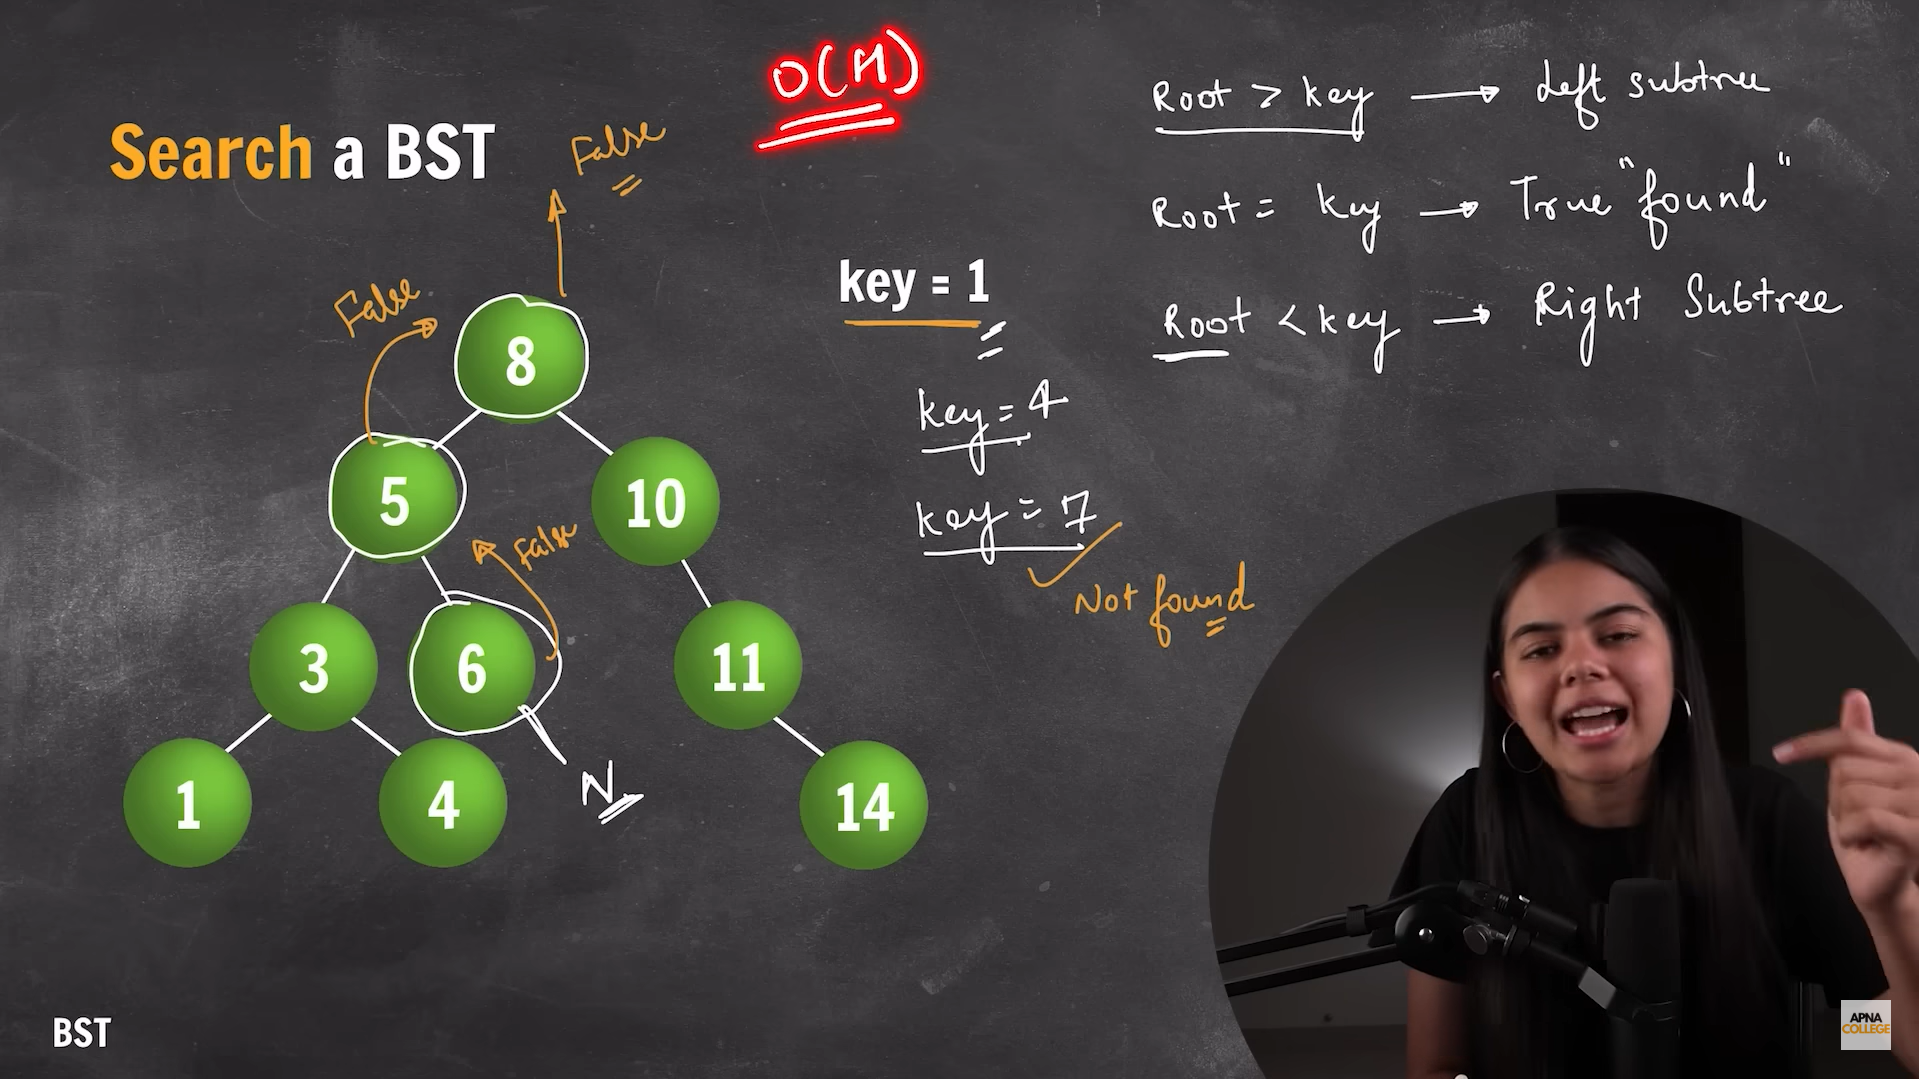 O(H)
Root > key → Left subtree
Search a BST
False
Root = key → True "found"
key = 1
False
Root < key → Right Subtree
8
key = 4
5
10
key = 7
False
Not found
3
6
11
N
1
4
14
BST
APNA
COLLEGE